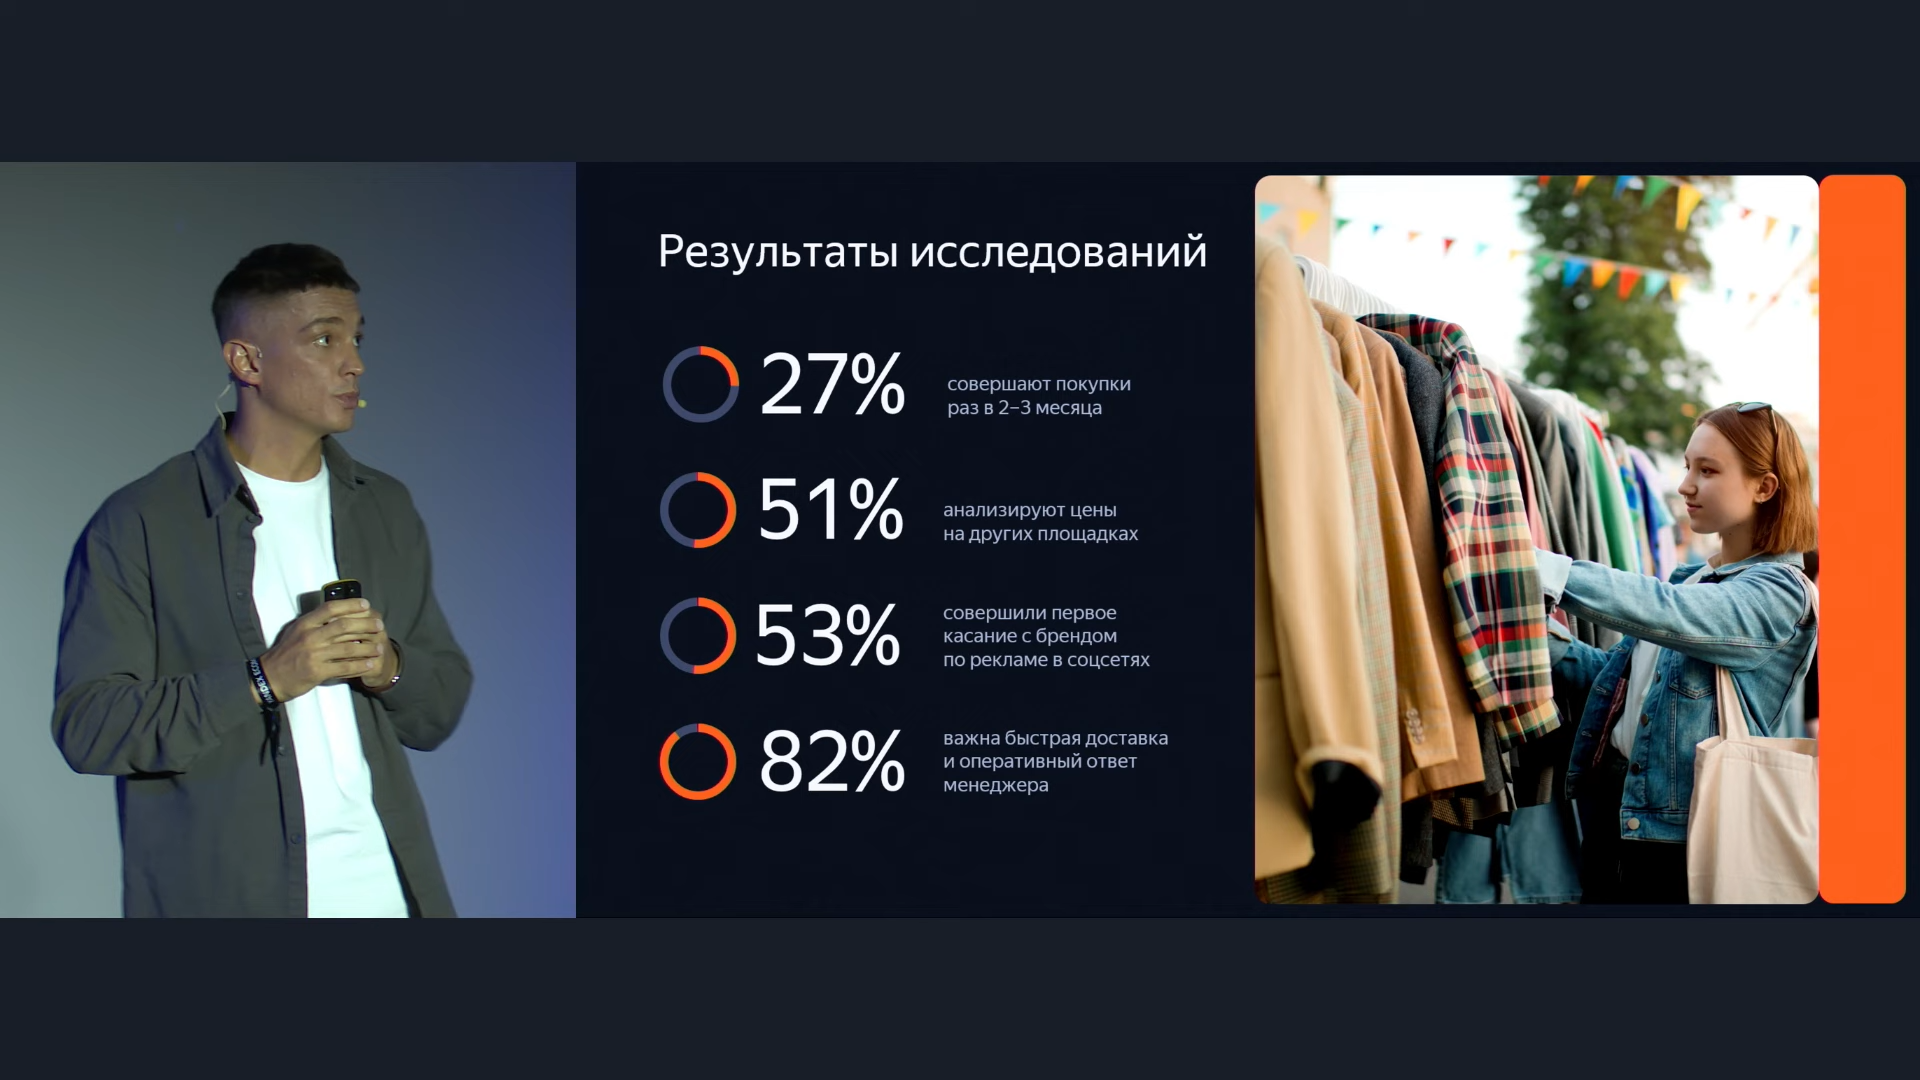 Результаты исследований
27%
совершают покупки
раз в 2–3 месяца
51%
анализируют цены
на других площадках
53%
совершили первое
касание с брендом
по рекламе в соцсетях
82%
важна быстрая доставка
и оперативный ответ
менеджера